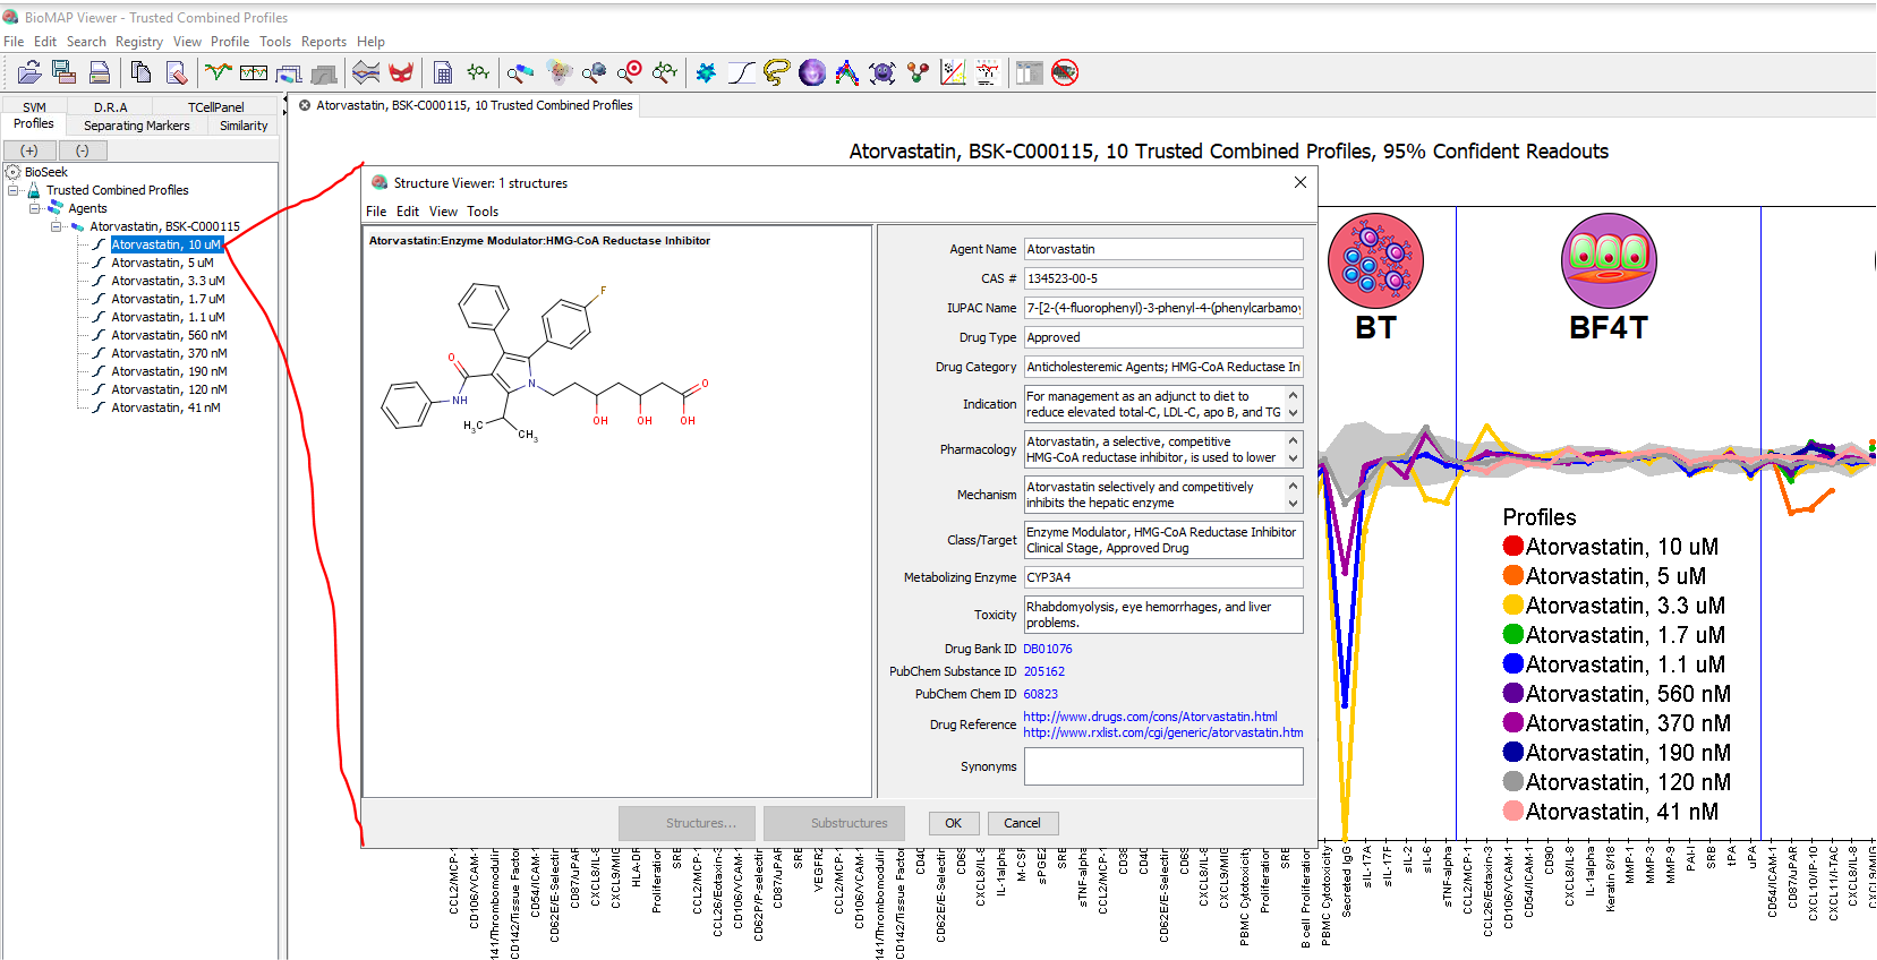 BioMAP Viewer - Trusted Combined Profiles
File Edit Search Registry View Profile Tools Reports Help
SVM D.R.A TCellPanel
Profiles Separating Markers Similarity
(+) (-)
BioSeek
Trusted Combined Profiles
Agents
Atorvastatin, BSK-C000115
Atorvastatin, 10 uM
Atorvastatin, 5 uM
Atorvastatin, 3.3 uM
Atorvastatin, 1.7 uM
Atorvastatin, 1.1 uM
Atorvastatin, 560 nM
Atorvastatin, 370 nM
Atorvastatin, 190 nM
Atorvastatin, 120 nM
Atorvastatin, 41 nM
Atorvastatin, BSK-C000115, 10 Trusted Combined Profiles
Atorvastatin, BSK-C000115, 10 Trusted Combined Profiles, 95% Confident Readouts
Structure Viewer: 1 structures
File Edit View Tools
Atorvastatin:Enzyme Modulator:HMG-CoA Reductase Inhibitor
F
O
NH
N
H₃C
CH₃
OH
OH
O
OH
Agent Name Atorvastatin
CAS # 134523-00-5
IUPAC Name 7-[2-(4-fluorophenyl)-3-phenyl-4-(phenylcarbamoy
Drug Type Approved
Drug Category Anticholesteremic Agents; HMG-CoA Reductase In
Indication For management as an adjunct to diet to
reduce elevated total-C, LDL-C, apo B, and TG
Pharmacology Atorvastatin, a selective, competitive
HMG-CoA reductase inhibitor, is used to lower
Mechanism Atorvastatin selectively and competitively
inhibits the hepatic enzyme
Class/Target Enzyme Modulator, HMG-CoA Reductase Inhibitor
Clinical Stage, Approved Drug
Metabolizing Enzyme CYP3A4
Toxicity Rhabdomyolysis, eye hemorrhages, and liver
problems.
Drug Bank ID DB01076
PubChem Substance ID 205162
PubChem Chem ID 60823
Drug Reference http://www.drugs.com/cons/Atorvastatin.html
http://www.rxlist.com/cgi/generic/atorvastatin.htm
Synonyms
Structures... Substructures OK Cancel
BT
BF4T
Profiles
Atorvastatin, 10 uM
Atorvastatin, 5 uM
Atorvastatin, 3.3 uM
Atorvastatin, 1.7 uM
Atorvastatin, 1.1 uM
Atorvastatin, 560 nM
Atorvastatin, 370 nM
Atorvastatin, 190 nM
Atorvastatin, 120 nM
Atorvastatin, 41 nM
CCL2/MCP-1
CD106/VCAM-1
141/Thrombomodulin
CD142/Tissue Factor
CD54/ICAM-1
CD62E/E-Selectin
CD87/uPAR
CXCL8/IL-8
CXCL9/MIG
HLA-DR
Proliferation
SRB
CCL2/MCP-1
CCL26/Eotaxin-3
CD106/VCAM-1
CD62P/P-selectin
CD87/uPAR
SRB
VEGFR2
CCL2/MCP-1
CD106/VCAM-1
141/Thrombomodulin
CD142/Tissue Factor
CD40
CD62E/E-Selectin
CD69
CXCL8/IL-8
IL-1alpha
M-CSF
sPGE2
SRB
sTNF-alpha
CCL2/MCP-1
CD38
CD40
CD62E/E-Selectin
CD69
CXCL8/IL-8
CXCL9/MIG
PBMC Cytotoxicity
Proliferation
SRB
B cell Proliferation
PBMC Cytotoxicity
Secreted IgG
sIL-17A
sIL-17F
sIL-2
sIL-6
sTNF-alpha
CCL2/MCP-1
CCL26/Eotaxin-3
CD106/VCAM-1
CD54/ICAM-1
CD90
CXCL8/IL-8
IL-1alpha
Keratin 8/18
MMP-1
MMP-3
MMP-9
PAI-I
SRB
tPA
uPA
CD54/ICAM-1
CD87/uPAR
CXCL10/IP-10
CXCL11/I-TAC
CXCL8/IL-8
CXCL9/MIG